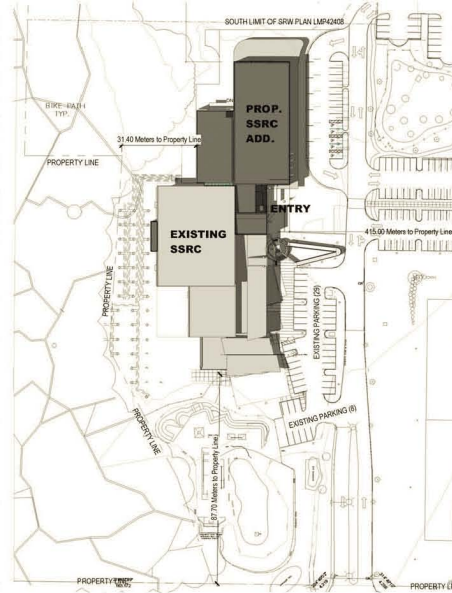 SOUTH LIMIT OF SRW PLAN LMP42408
BIKE PATH
TYP.
PROP.
SSRC
ADD.
31.40 Meters to Property Line
PROPERTY LINE
ENTRY
EXISTING
SSRC
415.00 Meters to Property Line
PROPERTY LINE
EXISTING PARKING (29)
EXISTING PARKING (8)
PROPERTY LINE
87.70 Meters to Property Line
PROPERTY LINE
PROPERTY LI